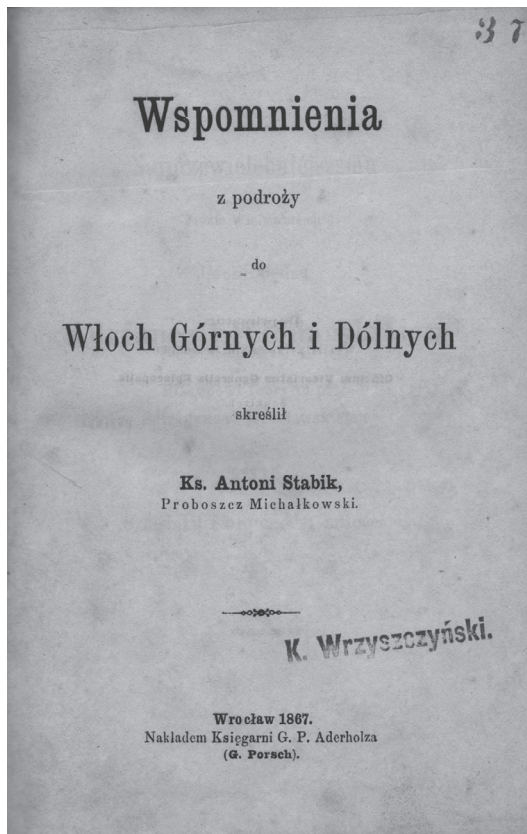 37
Wspomnienia
z podroży
do
Włoch Górnych i Dólnych
skreślił
Ks. Antoni Stabik,
Proboszcz Michałkowski.
K. Wrzyszczyński.
Wrocław 1867.
Nakładem Księgarni G. P. Aderholza
(G. Porsch).